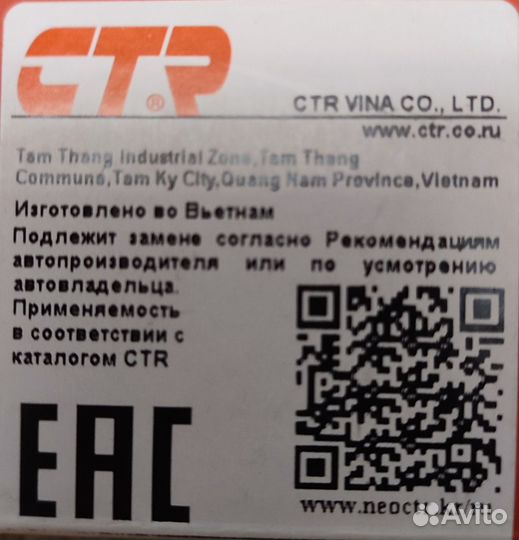 CTR®
CTR VINA CO., LTD.
www.ctr.co.ru
Tam Thang Industrial Zone,Tam Thang
Commune,Tam Ky City,Quang Nam Province,Vietnam
Изготовлено во Вьетнам
Подлежит замене согласно Рекомендациям
автопроизводителя или по усмотрению
автовладельца.
Применяемость
в соответствии с
каталогом CTR
EAC
Avito